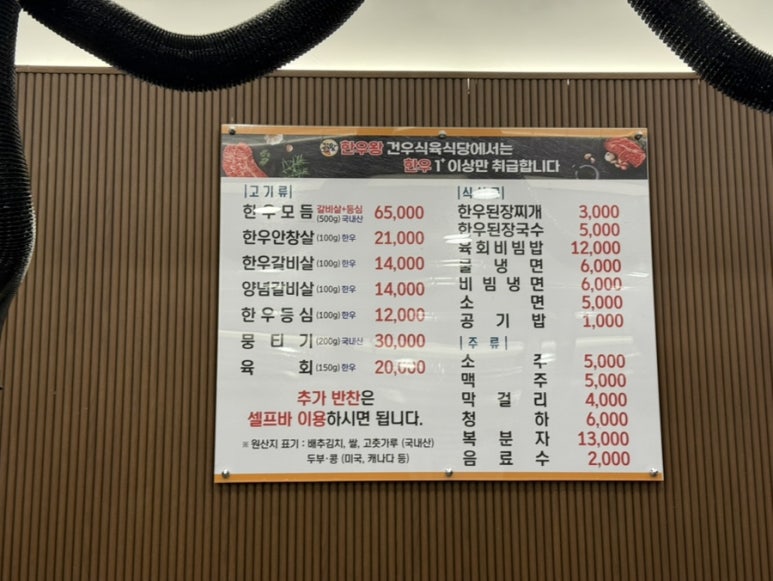 한우왕 건우식육식당에서는
한우 1+ 이상만 취급합니다
|고기류|
한우모듬 갈비살+등심 (500g) 국내산 65,000
한우안창살 (100g) 한우 21,000
한우갈비살 (100g) 한우 14,000
양념갈비살 (100g) 한우 14,000
한우등심 (100g) 한우 12,000
뭉티기 (200g) 국내산 30,000
육회 (150g) 한우 20,000
추가 반찬은
셀프바 이용하시면 됩니다.
※ 원산지 표기 : 배추김치, 쌀, 고춧가루 (국내산)
두부·콩 (미국, 캐나다 등)
한우된장찌개 3,000
한우된장국수 5,000
육회비빔밥 12,000
물냉면 6,000
비빔냉면 6,000
소면 5,000
공기밥 1,000
|주류|
소주 5,000
맥주 5,000
막걸리 4,000
청하 6,000
복분자 13,000
음료수 2,000